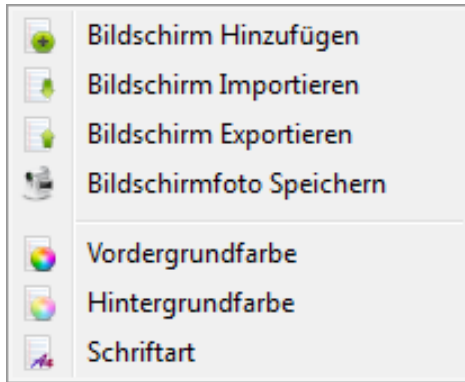 Bildschirm Hinzufügen
Bildschirm Importieren
Bildschirm Exportieren
Bildschirmfoto Speichern
Vordergrundfarbe
Hintergrundfarbe
Schriftart